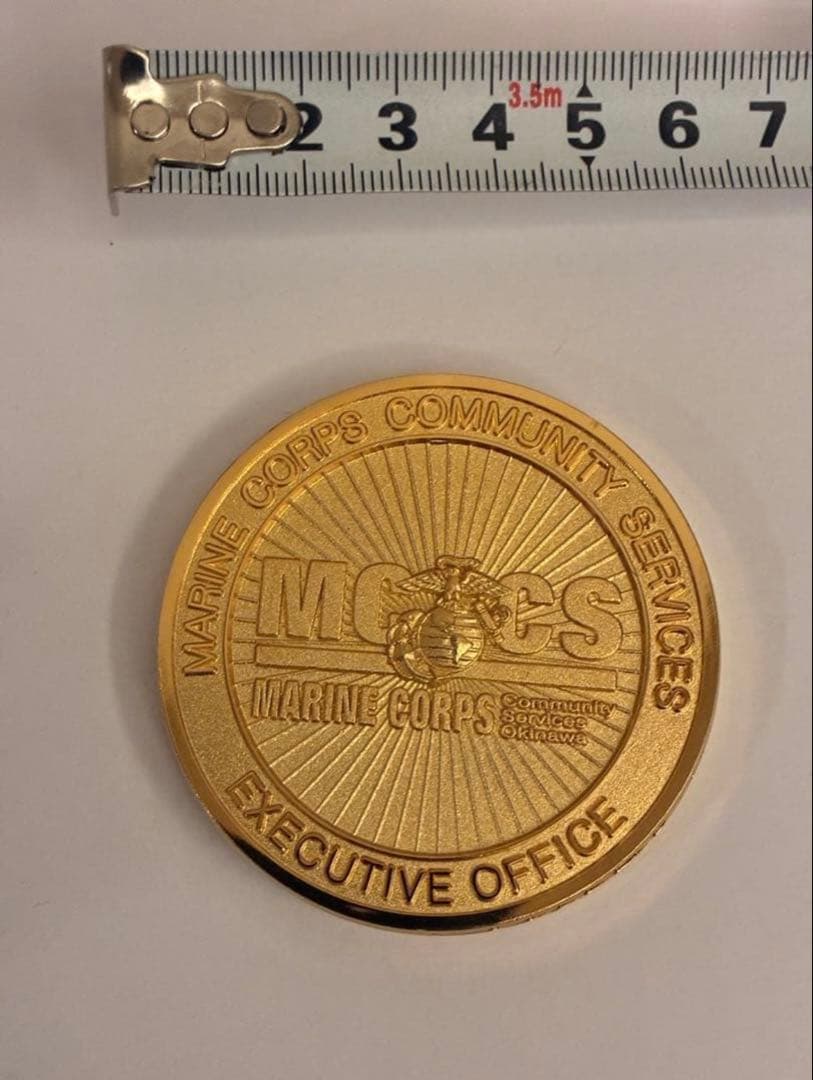 2 3 4 5 6 7
3.5m
MARINE CORPS COMMUNITY SERVICES
MCCS
MARINE CORPS
Community
Services
Okinawa
EXECUTIVE OFFICE